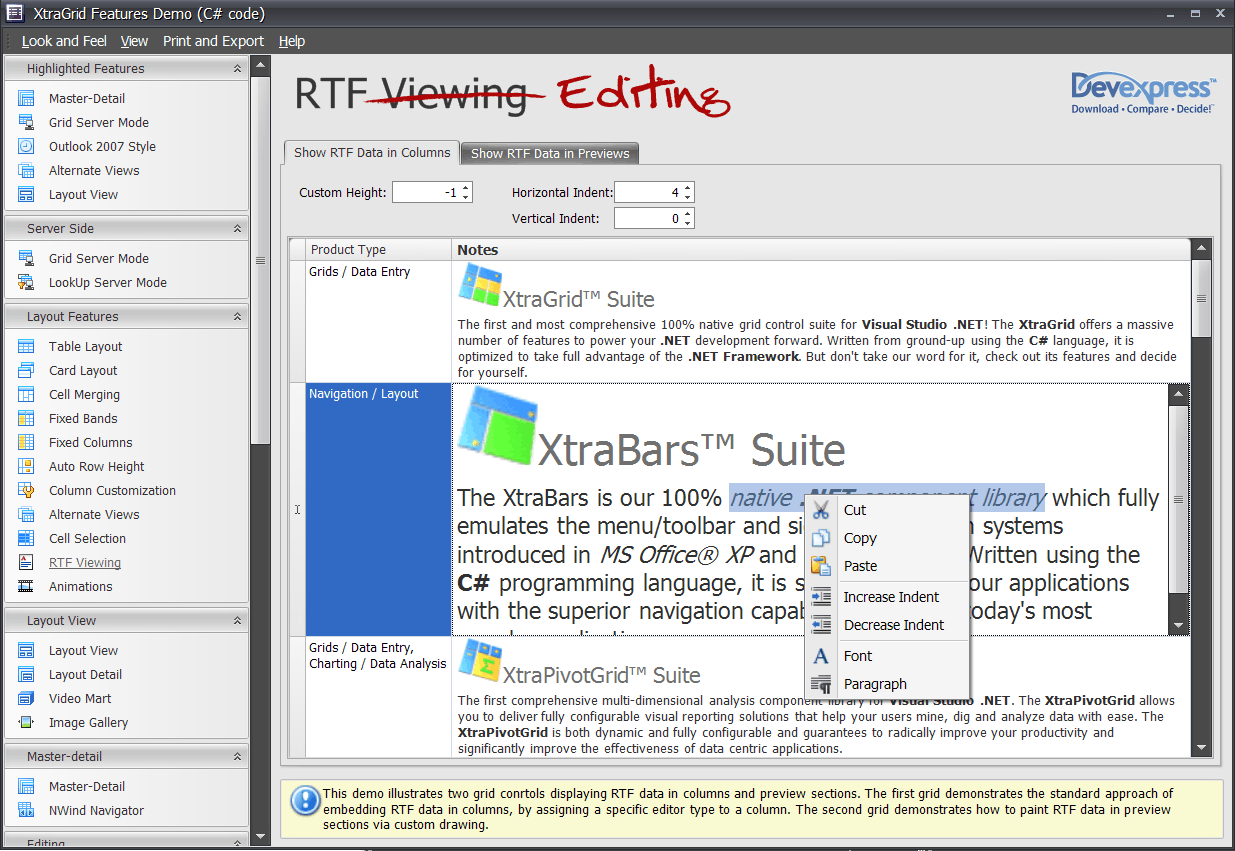 XtraGrid Features Demo (C# code)
Look and Feel View Print and Export Help
Highlighted Features
Master-Detail
Grid Server Mode
Outlook 2007 Style
Alternate Views
Layout View
Server Side
Grid Server Mode
LookUp Server Mode
Layout Features
Table Layout
Card Layout
Cell Merging
Fixed Bands
Fixed Columns
Auto Row Height
Column Customization
Alternate Views
Cell Selection
RTF Viewing
Animations
Layout View
Layout View
Layout Detail
Video Mart
Image Gallery
Master-detail
Master-Detail
NWind Navigator
Editing
RTF Viewing Editing
Devexpress™
Download • Compare • Decide!
Show RTF Data in Columns Show RTF Data in Previews
Custom Height: -1 Horizontal Indent: 4
Vertical Indent: 0
Product Type Notes
Grids / Data Entry
XtraGrid™ Suite
The first and most comprehensive 100% native grid control suite for Visual Studio .NET! The XtraGrid offers a massive
number of features to power your .NET development forward. Written from ground-up using the C# language, it is
optimized to take full advantage of the .NET Framework. But don't take our word for it, check out its features and decide
for yourself.
Navigation / Layout
XtraBars™ Suite
The XtraBars is our 100% native .NET component library which fully
emulates the menu/toolbar and si n systems
introduced in MS Office® XP and Written using the
C# programming language, it is s our applications
with the superior navigation capab oday's most
Cut
Copy
Paste
Increase Indent
Decrease Indent
Font
Paragraph
Grids / Data Entry,
Charting / Data Analysis
XtraPivotGrid™ Suite
The first comprehensive multi-dimensional analysis component library for Visual Studio .NET. The XtraPivotGrid allows
you to deliver fully configurable visual reporting solutions that help your users mine, dig and analyze data with ease. The
XtraPivotGrid is both dynamic and fully configurable and guarantees to radically improve your productivity and
significantly improve the effectiveness of data centric applications.
This demo illustrates two grid conrtols displaying RTF data in columns and preview sections. The first grid demonstrates the standard approach of
embedding RTF data in columns, by assigning a specific editor type to a column. The second grid demonstrates how to paint RTF data in preview
sections via custom drawing.